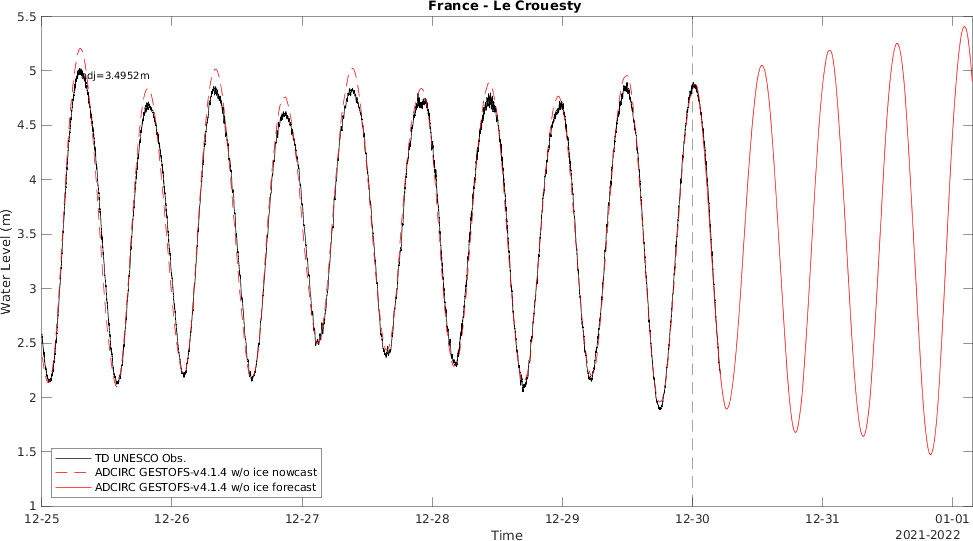 France - Le Crouesty
5.5
5
4.5
4
3.5
3
2.5
2
1.5
1
Water Level (m)
dj=3.4952m
TD UNESCO Obs.
ADCIRC GESTOFS-v4.1.4 w/o ice nowcast
ADCIRC GESTOFS-v4.1.4 w/o ice forecast
12-25 12-26 12-27 12-28 12-29 12-30 12-31 01-01
Time
2021-2022